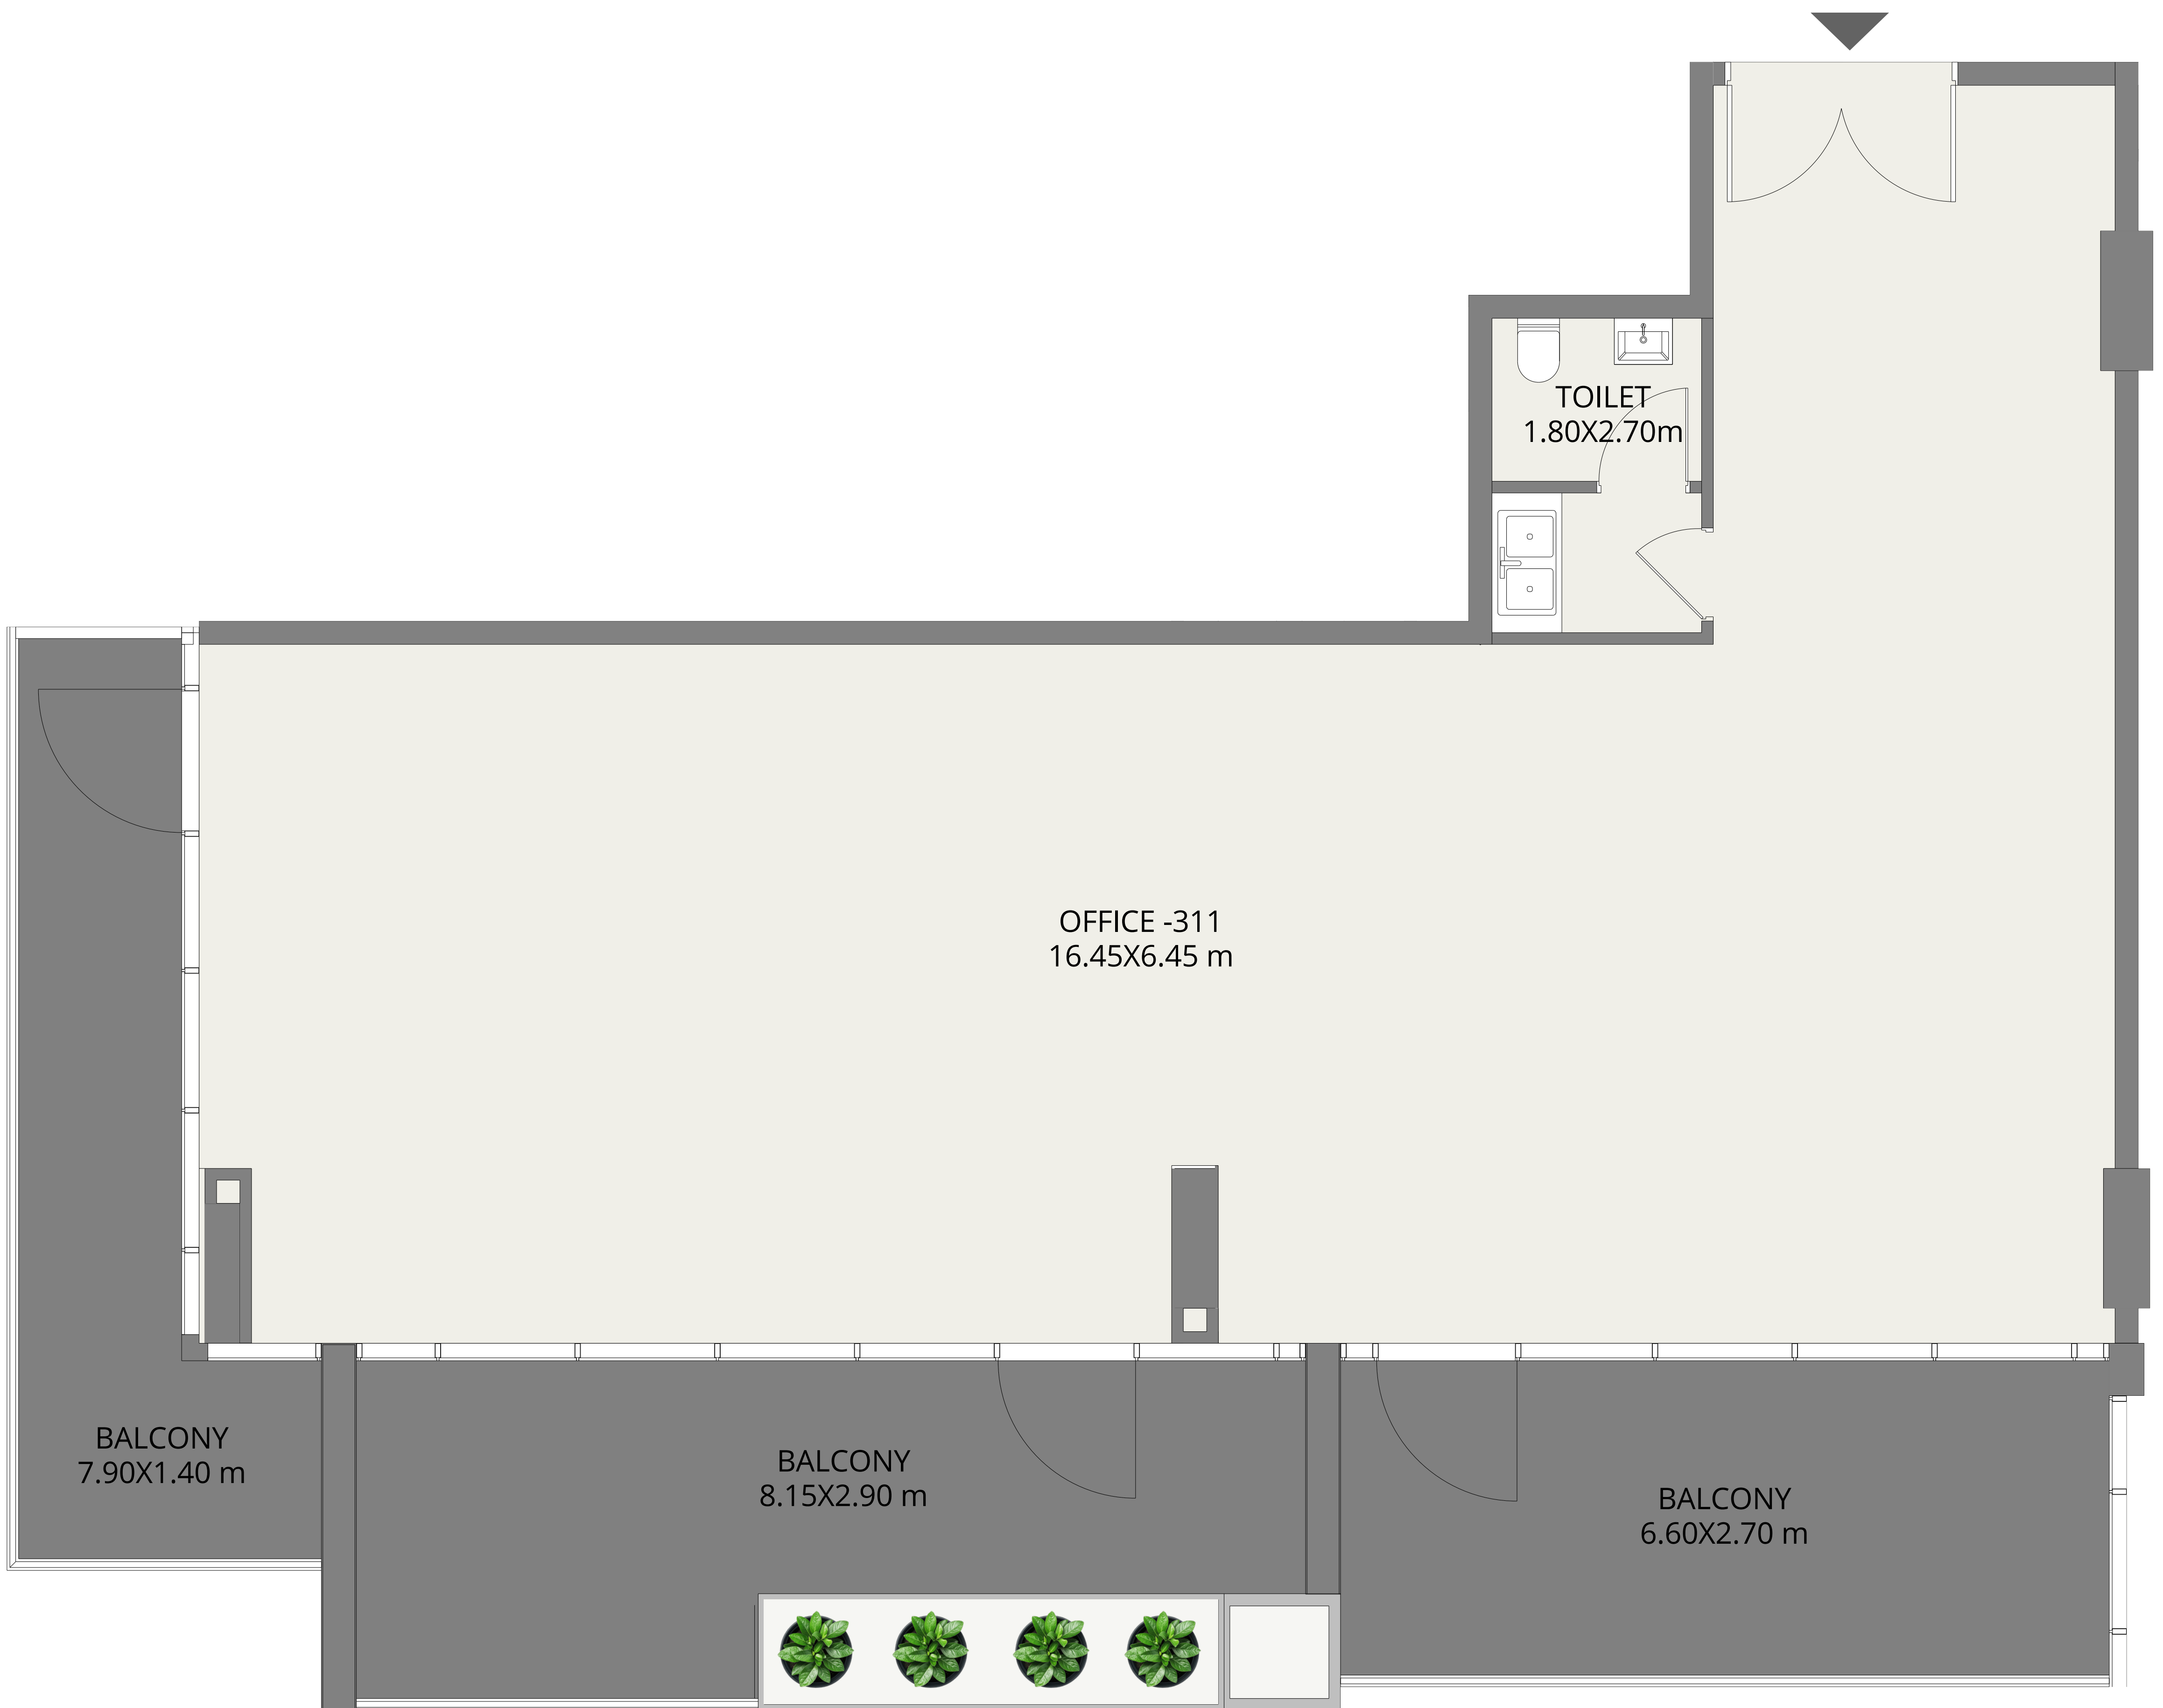 TOILET
1.80X2.70m
OFFICE -311
16.45X6.45 m
BALCONY
7.90X1.40 m
BALCONY
8.15X2.90 m
BALCONY
6.60X2.70 m